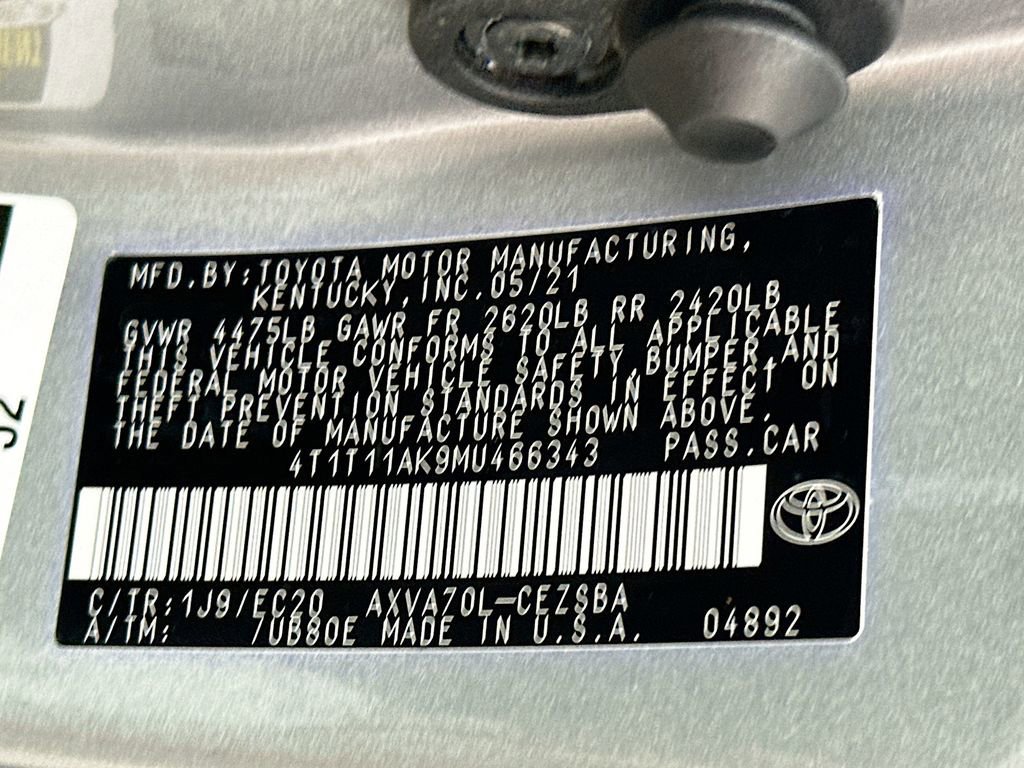 MFD.BY:TOYOTA MOTOR MANUFACTURING,
KENTUCKY,INC.05/21
GVWR 4475LB GAWR FR 2620LB RR 2420LB
THIS VEHICLE CONFORMS TO ALL APPLICABLE
FEDERAL MOTOR VEHICLE SAFETY,BUMPER,AND
THEFT PREVENTION STANDARDS IN EFFECT ON
THE DATE OF MANUFACTURE SHOWN ABOVE.
4T1T11AK9MU466343 PASS.CAR
C/TR:1J9/EC20 AXVA70L-CEZSBA
A/TM: /UB80E MADE IN U.S.A. 04892